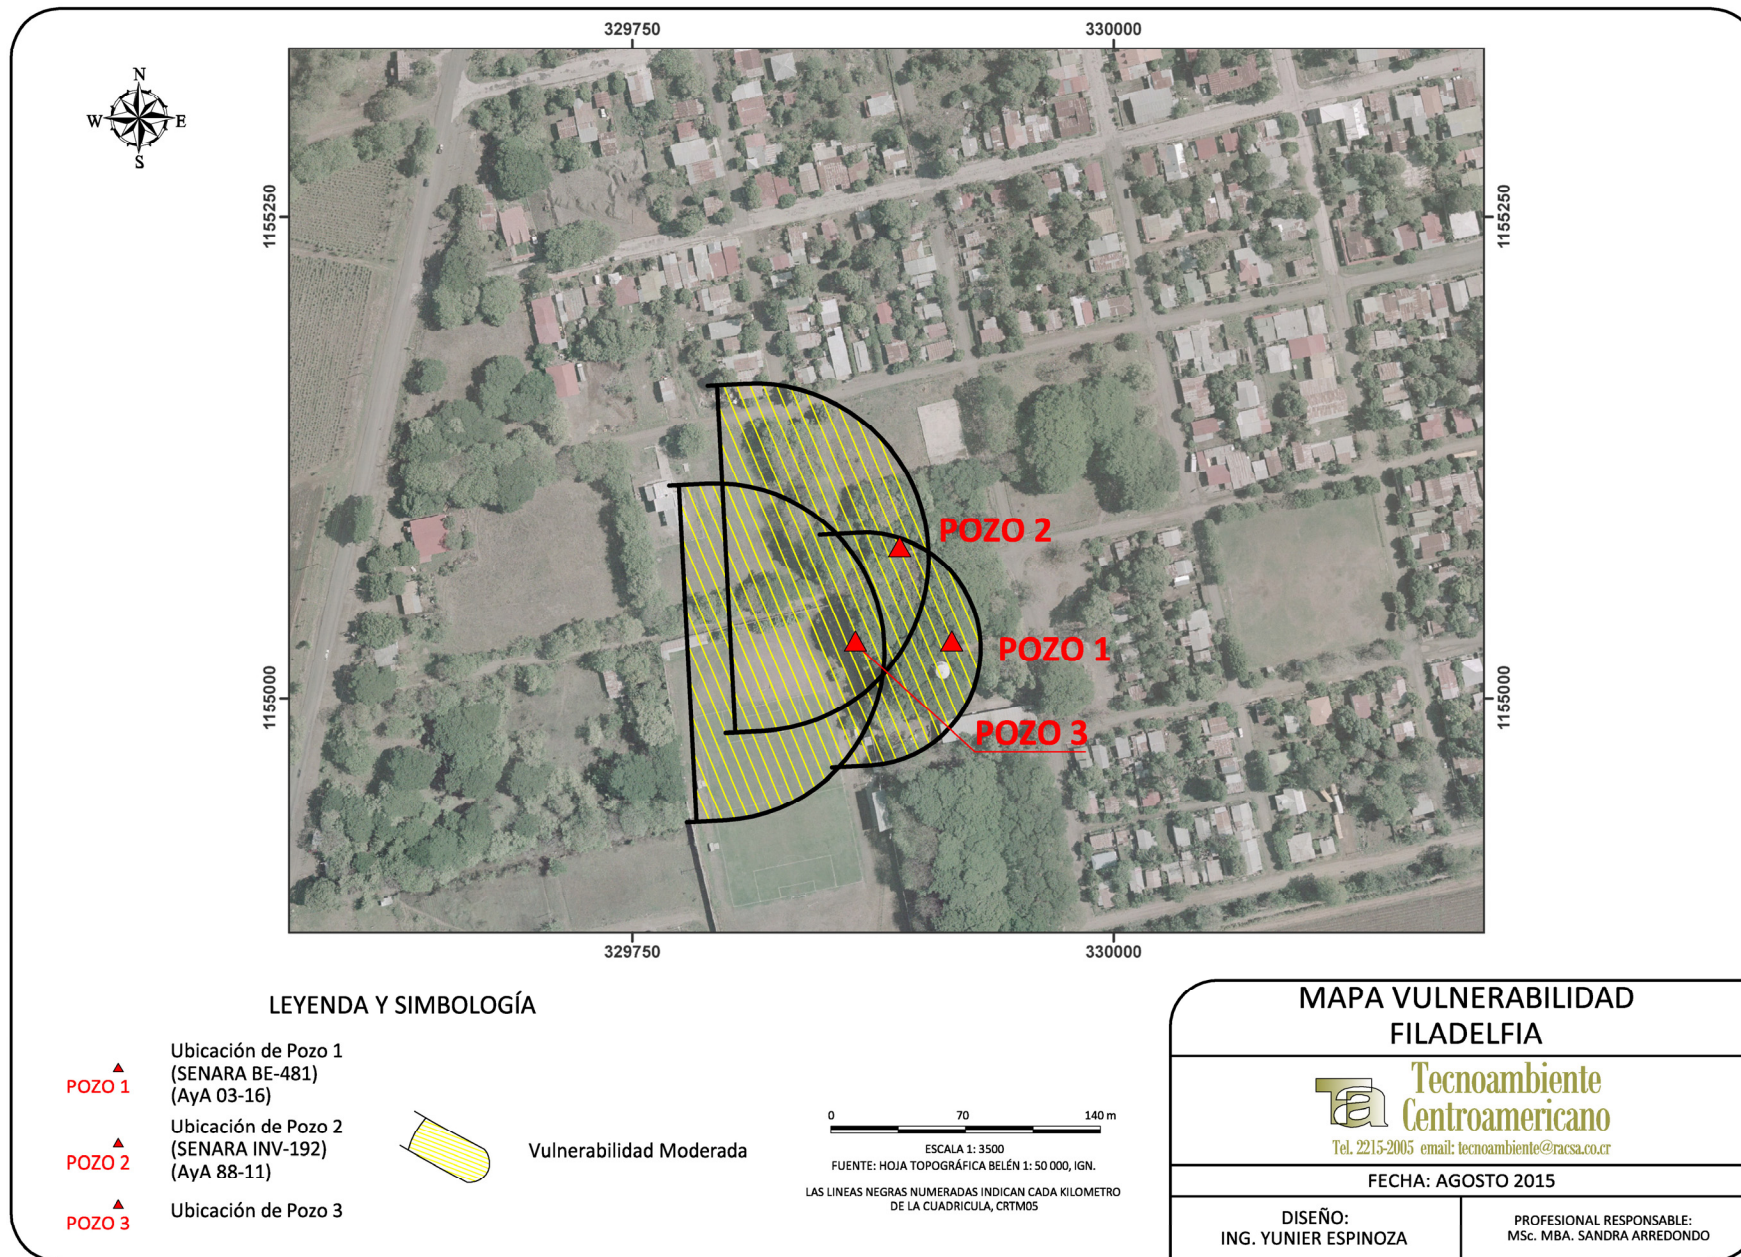 329750
330000
N
W
E
S
1155250
1155250
POZO 2
POZO 1
POZO 3
1155000
1155000
329750
330000
LEYENDA Y SIMBOLOGÍA
POZO 1
Ubicación de Pozo 1
(SENARA BE-481)
(AyA 03-16)
POZO 2
Ubicación de Pozo 2
(SENARA INV-192)
(AyA 88-11)
POZO 3
Ubicación de Pozo 3
Vulnerabilidad Moderada
0 70 140 m
ESCALA 1: 3500
FUENTE: HOJA TOPOGRÁFICA BELÉN 1: 50 000, IGN.
LAS LINEAS NEGRAS NUMERADAS INDICAN CADA KILOMETRO
DE LA CUADRICULA, CRTM05
MAPA VULNERABILIDAD
FILADELFIA
Ta
Tecnoambiente
Centroamericano
Tel. 2215-2005 email: tecnoambiente@racsa.co.cr
FECHA: AGOSTO 2015
DISEÑO:
ING. YUNIER ESPINOZA
PROFESIONAL RESPONSABLE:
MSc. MBA. SANDRA ARREDONDO